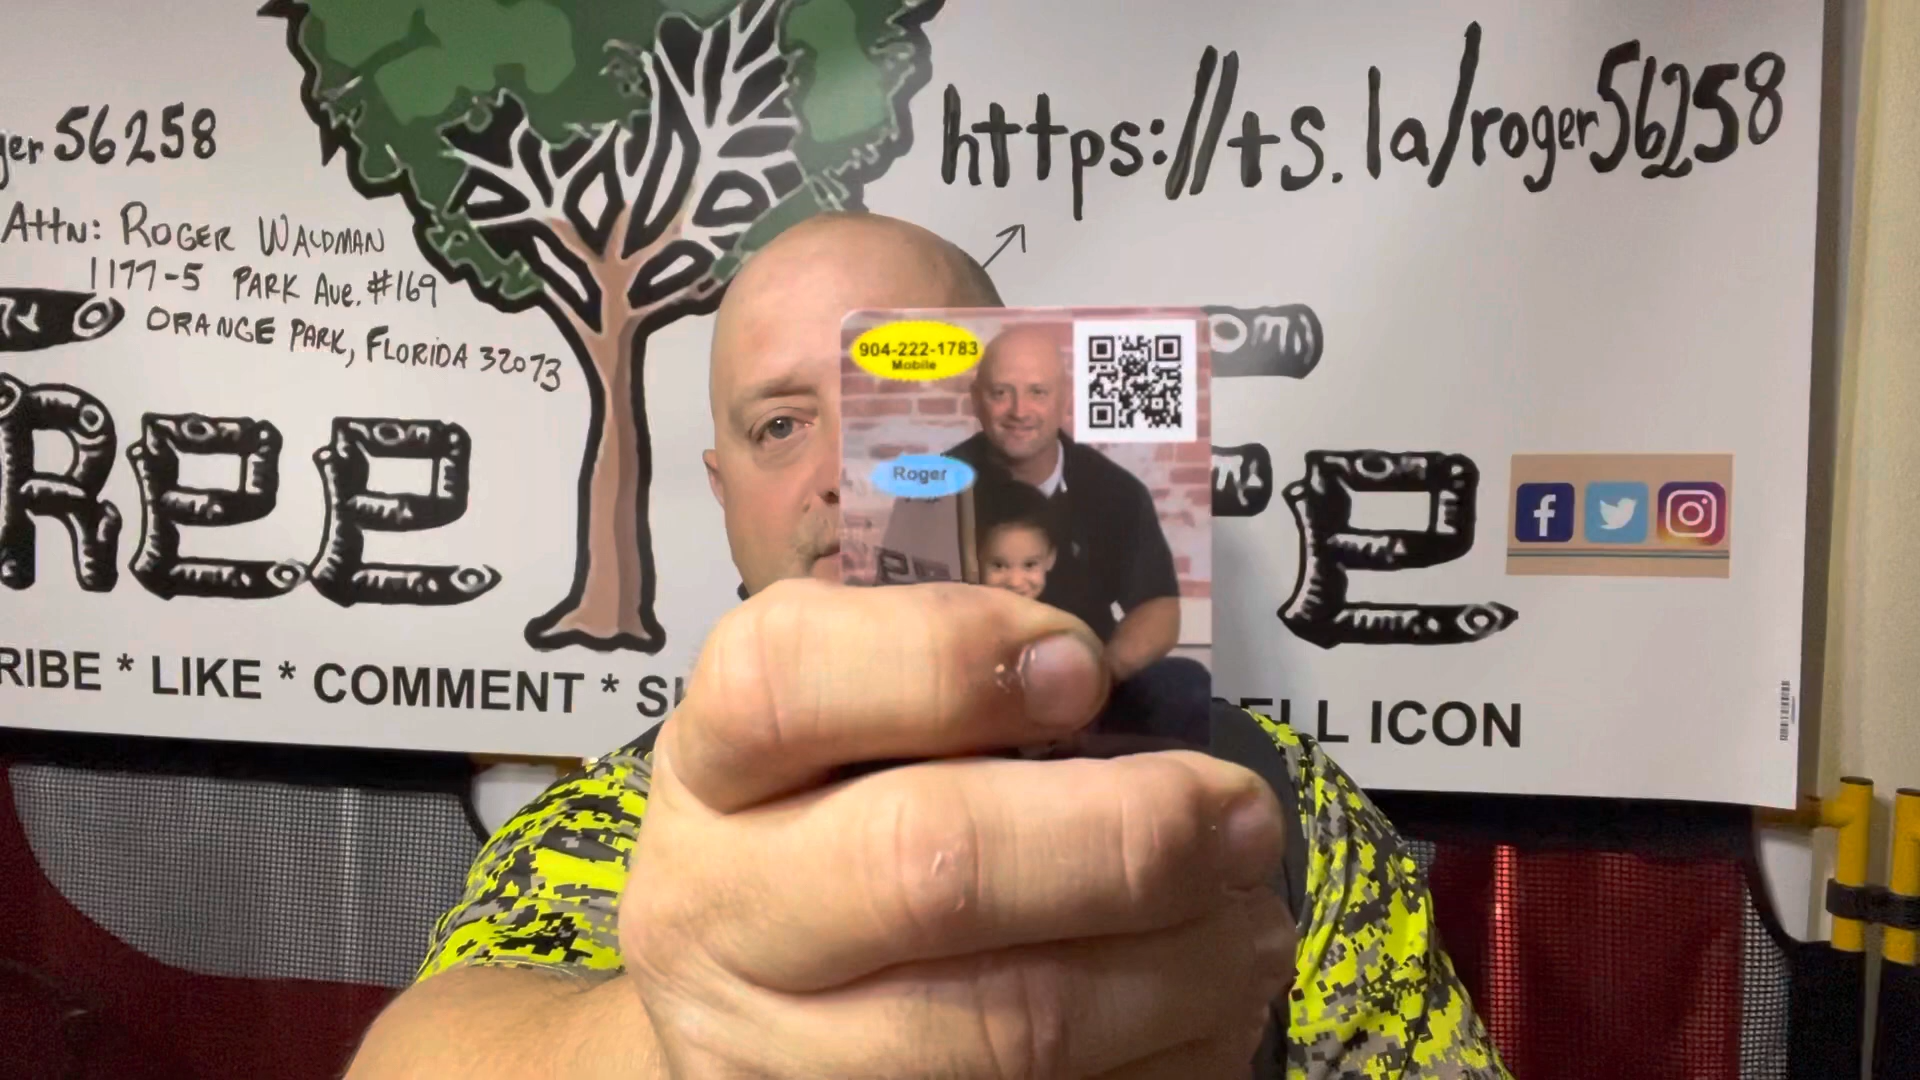 https://ts.la/roger56258
ger 56258
Attn: ROGER WALDMAN
1177-5 PARK Ave. #169
ORANGE PARK, FLORIDA 32073
904-222-1783
Mobile
Roger
Ree
e
RIBE * LIKE * COMMENT * S
ELL ICON